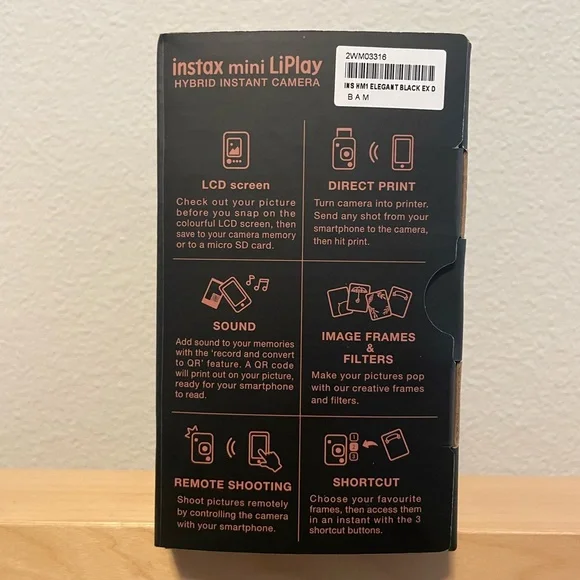 instax mini LiPlay
HYBRID INSTANT CAMERA
2WM03316
INS HM1 ELEGANT BLACK EX D
B A M
LCD screen
Check out your picture
before you snap on the
colourful LCD screen, then
save to your camera memory
or to a micro SD card.
DIRECT PRINT
Turn camera into printer.
Send any shot from your
smartphone to the camera,
then hit print.
SOUND
Add sound to your memories
with the 'record and convert
to QR' feature. A QR code
will print out on your picture,
ready for your smartphone
to read.
IMAGE FRAMES
&
FILTERS
Make your pictures pop
with our creative frames
and filters.
REMOTE SHOOTING
Shoot pictures remotely
by controlling the camera
with your smartphone.
1
2
3
SHORTCUT
Choose your favourite
frames, then access them
in an instant with the 3
shortcut buttons.